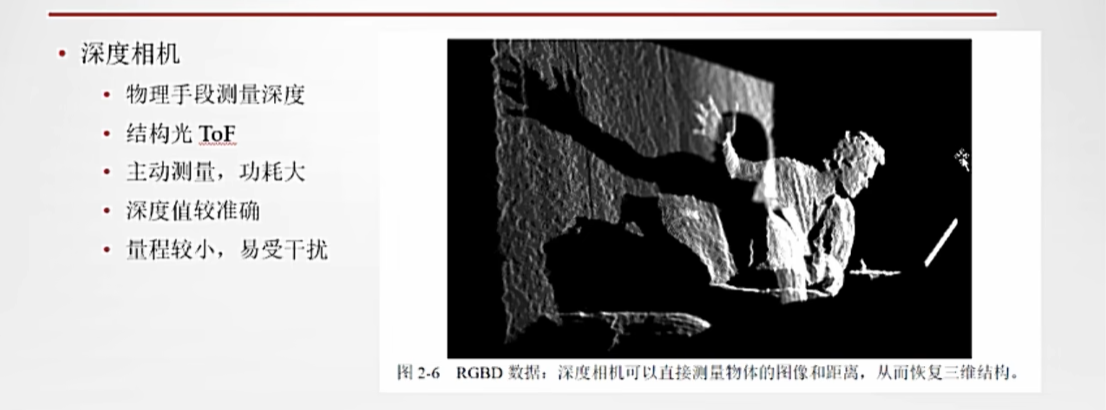 • 深度相机
• 物理手段测量深度
• 结构光 ToF
• 主动测量，功耗大
• 深度值较准确
• 量程较小，易受干扰
图 2-6 RGBD 数据：深度相机可以直接测量物体的图像和距离，从而恢复三维结构。